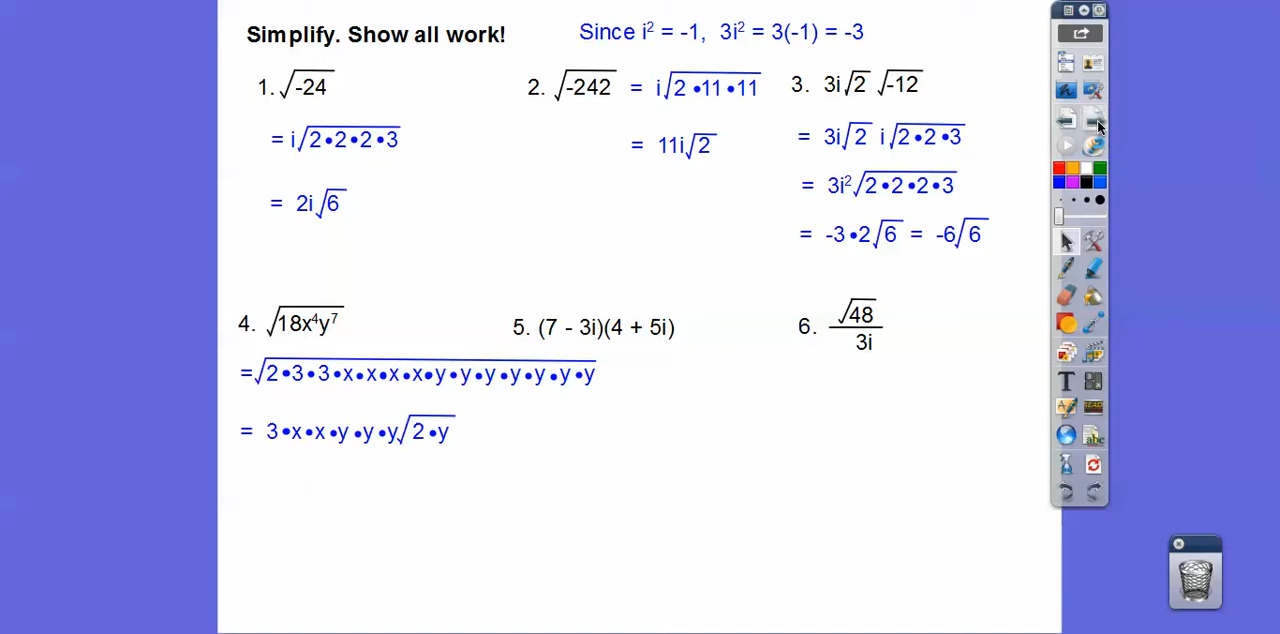 Simplify. Show all work!
Since i² = -1, 3i² = 3(-1) = -3
1. √-24
= i√2•2•2•3
= 2i√6
2. √-242 = i√2•11•11
= 11i√2
3. 3i√2 √-12
= 3i√2 i√2•2•3
= 3i²√2•2•2•3
= -3•2√6 = -6√6
4. √18x⁴y⁷
=√2•3•3•x•x•x•x•y•y•y•y•y•y•y
= 3•x•x•y•y•y√2•y
5. (7 - 3i)(4 + 5i)
6. √48
3i
T
abc